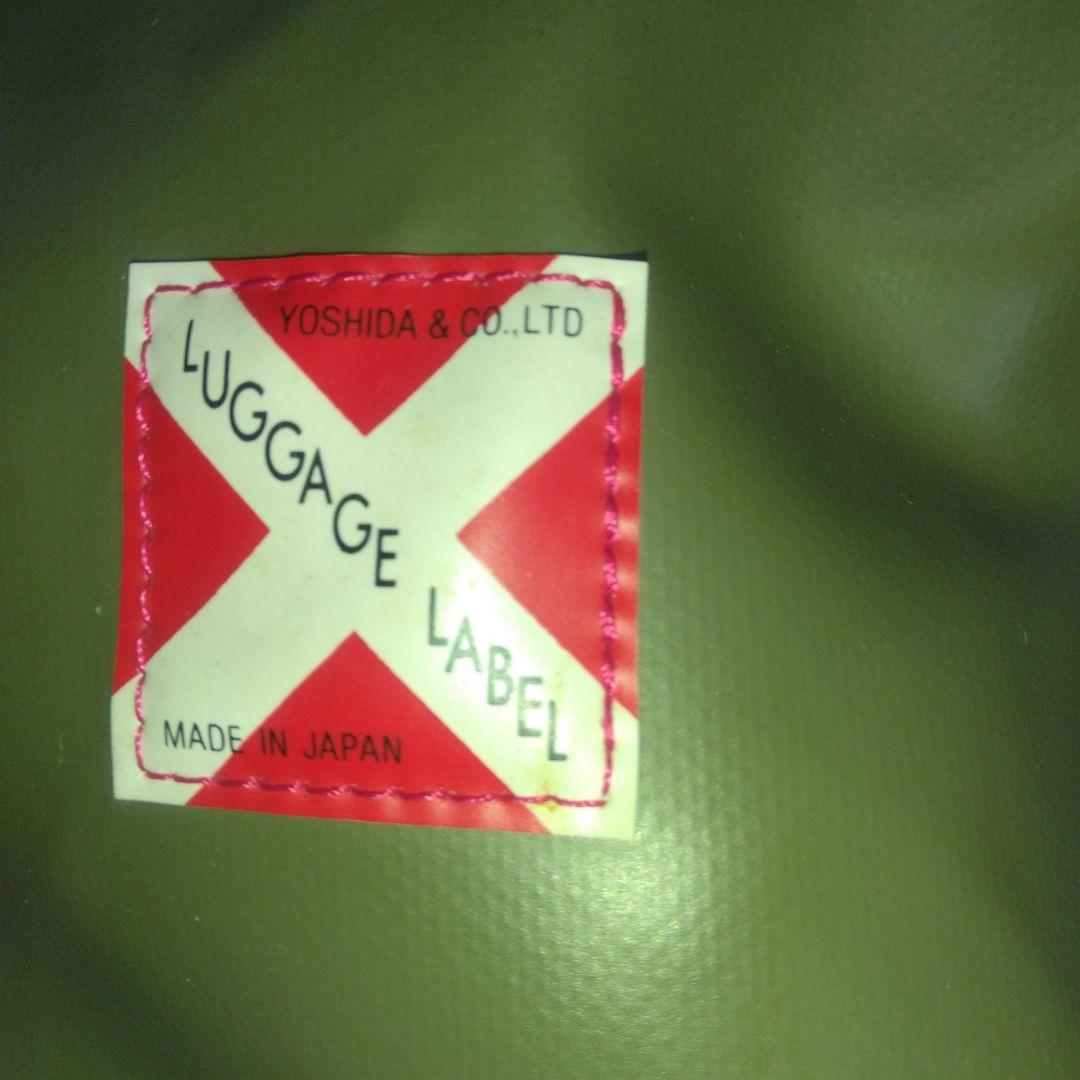 YOSHIDA & CO.,LTD
LUGGAGE LABEL
MADE IN JAPAN